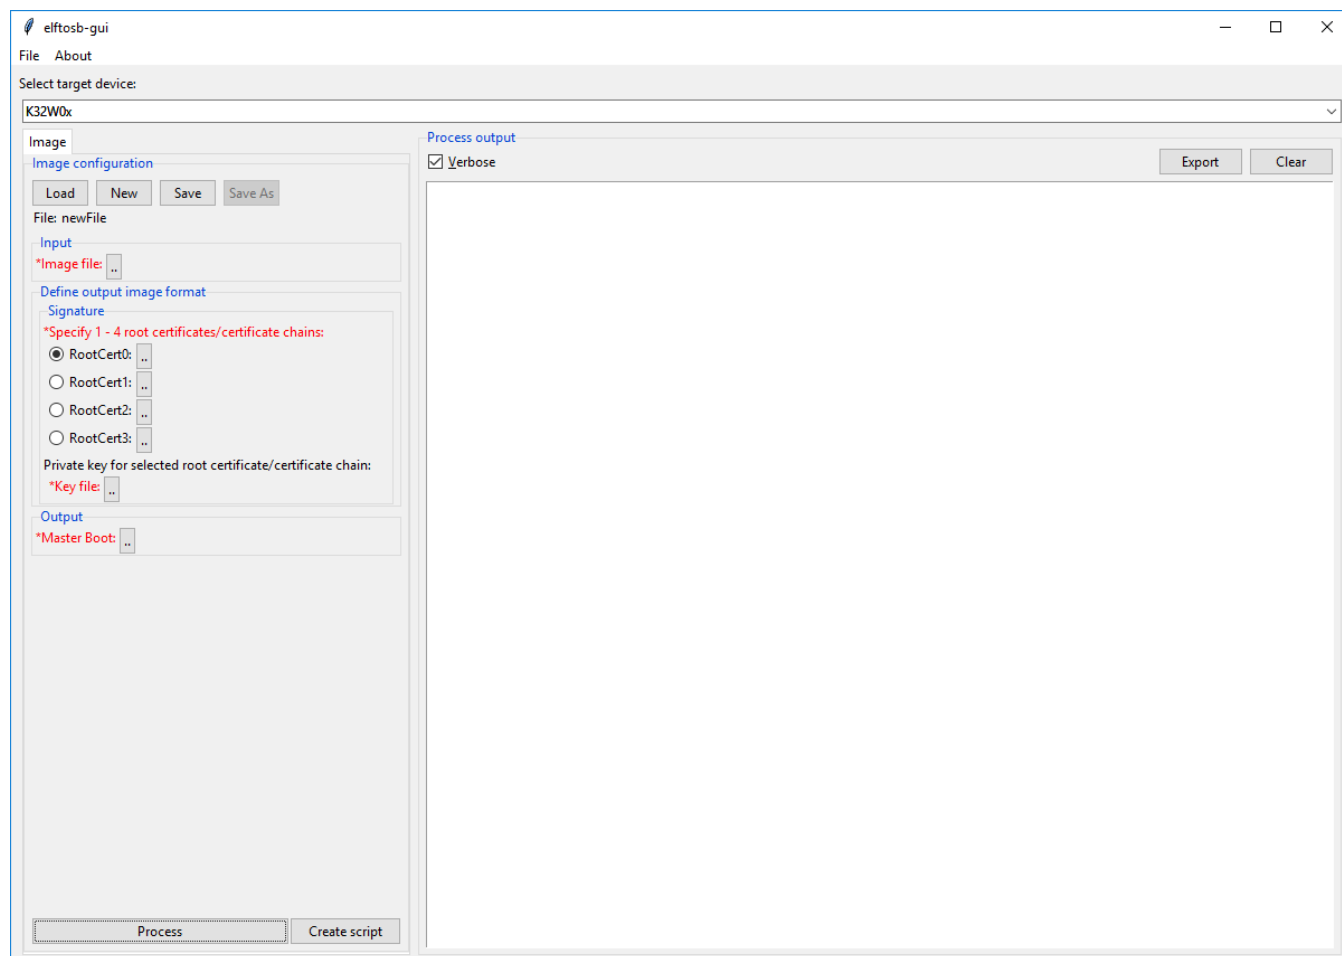 elftosb-gui
File About
Select target device:
K32W0x
Image
Image configuration
Load New Save Save As
File: newFile
Input
*Image file: ..
Define output image format
Signature
*Specify 1 - 4 root certificates/certificate chains:
RootCert0: ..
RootCert1: ..
RootCert2: ..
RootCert3: ..
Private key for selected root certificate/certificate chain:
*Key file: ..
Output
*Master Boot: ..
Process Create script
Process output
Verbose Export Clear